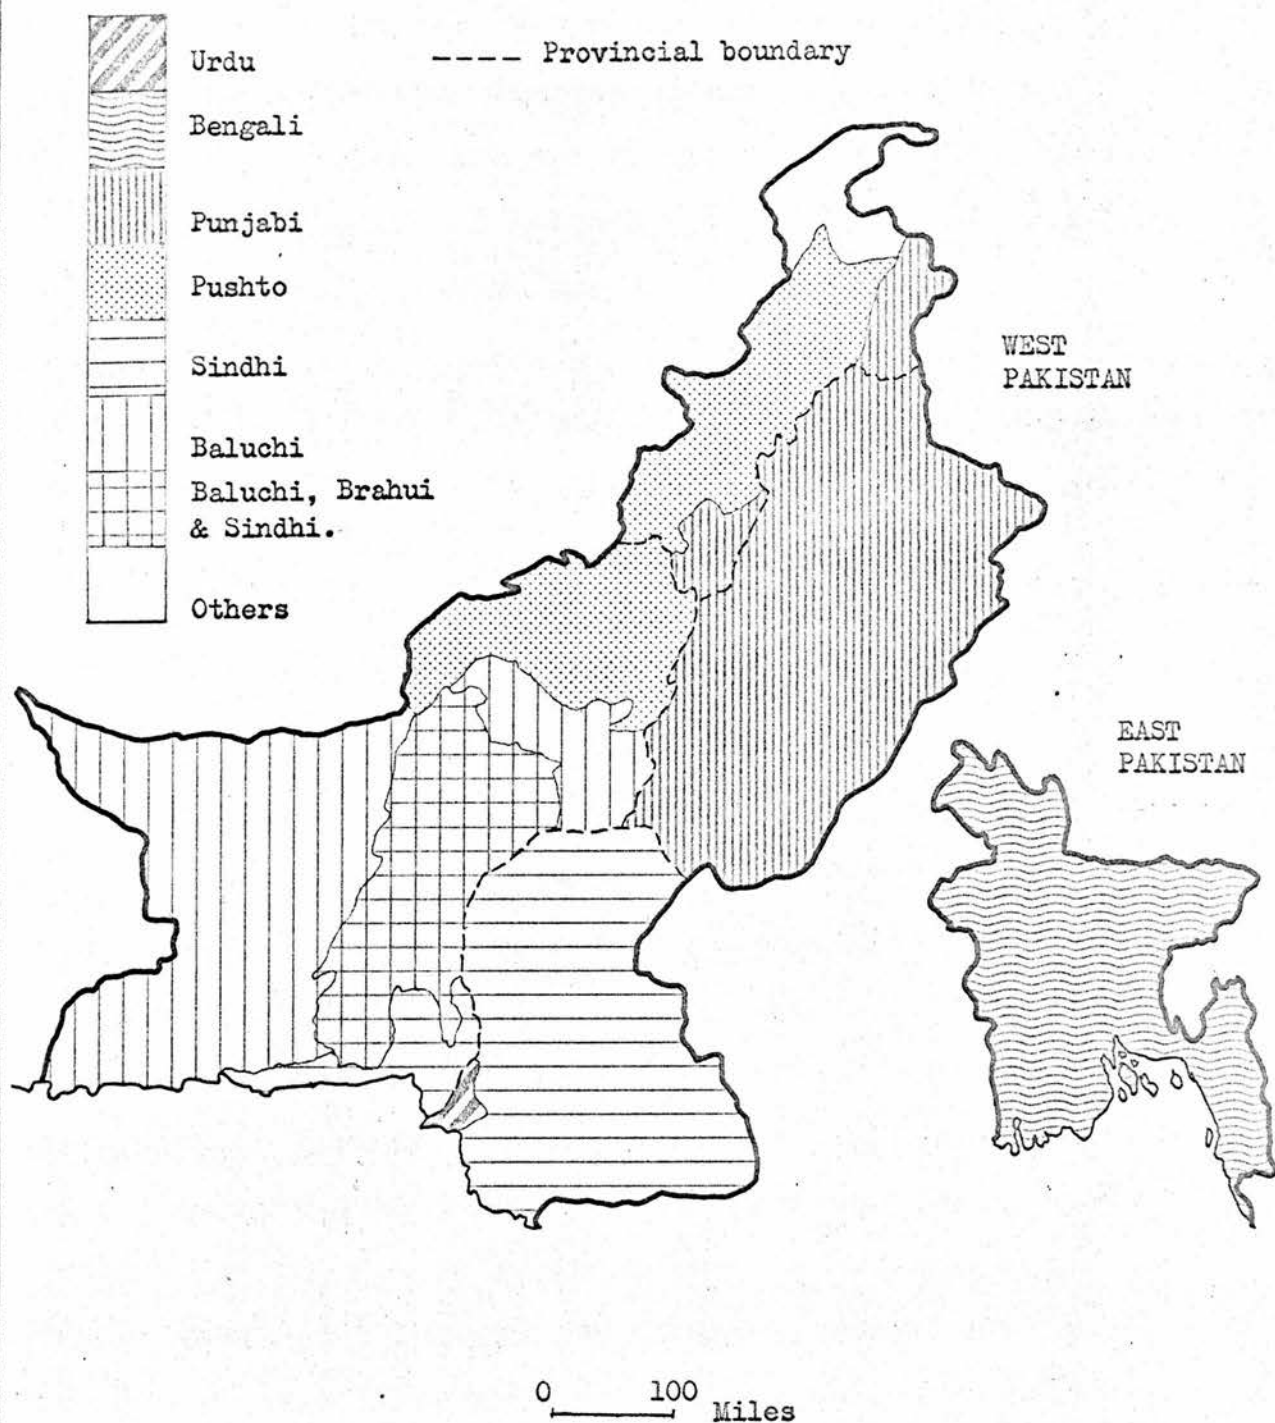 Urdu
Bengali
Punjabi
Pushto
Sindhi
Baluchi
Baluchi, Brahui
& Sindhi.
Others
---- Provincial boundary
WEST
PAKISTAN
EAST
PAKISTAN
0 100
Miles